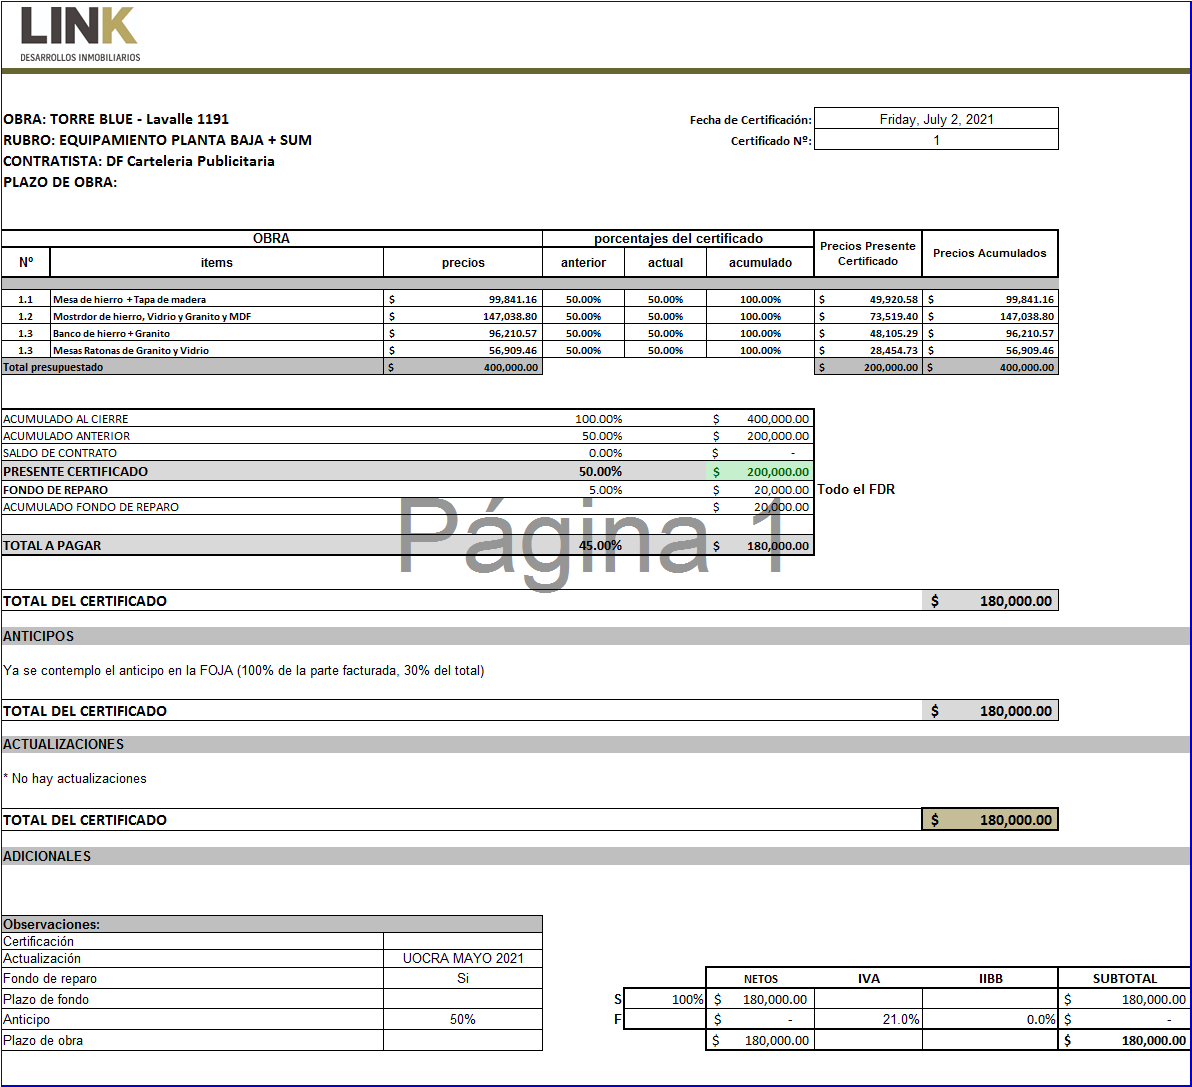 LINK
DESARROLLOS INMOBILIARIOS
OBRA: TORRE BLUE - Lavalle 1191
Fecha de Certificación: Friday, July 2, 2021
RUBRO: EQUIPAMIENTO PLANTA BAJA + SUM
Certificado Nº: 1
CONTRATISTA: DF Carteleria Publicitaria
PLAZO DE OBRA:
OBRA porcentajes del certificado Precios Presente Certificado Precios Acumulados
Nº items precios anterior actual acumulado
1.1 Mesa de hierro + Tapa de madera $ 99,841.16 50.00% 50.00% 100.00% $ 49,920.58 $ 99,841.16
1.2 Mostrdor de hierro, Vidrio y Granito y MDF 147,038.80 50.00% 50.00% 100.00% $ 73,519.40 $ 147,038.80
1.3 Banco de hierro + Granito $ 96,210.57 50.00% 50.00% 100.00% $ 48,105.29 $ 96,210.57
1.3 Mesas Ratonas de Granito y Vidrio $ 56,909.46 50.00% 50.00% 100.00% $ 28,454.73 $ 56,909.46
Total presupuestado $ 400,000.00 $ 200,000.00 $ 400,000.00
ACUMULADO AL CIERRE 100.00% $ 400,000.00
ACUMULADO ANTERIOR 50.00% $ 200,000.00
SALDO DE CONTRATO 0.00% $ -
PRESENTE CERTIFICADO 50.00% $ 200,000.00
FONDO DE REPARO 5.00% $ 20,000.00 Todo el FDR
ACUMULADO FONDO DE REPARO $ 20,000.00
Página 1
TOTAL A PAGAR 45.00% $ 180,000.00
TOTAL DEL CERTIFICADO $ 180,000.00
ANTICIPOS
Ya se contemplo el anticipo en la FOJA (100% de la parte facturada, 30% del total)
TOTAL DEL CERTIFICADO $ 180,000.00
ACTUALIZACIONES
* No hay actualizaciones
TOTAL DEL CERTIFICADO $ 180,000.00
ADICIONALES
Observaciones:
Certificación
Actualización UOCRA MAYO 2021
Fondo de reparo Si
Plazo de fondo
Anticipo 50%
Plazo de obra
NETOS IVA IIBB SUBTOTAL
S 100% $ 180,000.00 $ 180,000.00
F $ - 21.0% 0.0% $ -
$ 180,000.00 $ 180,000.00